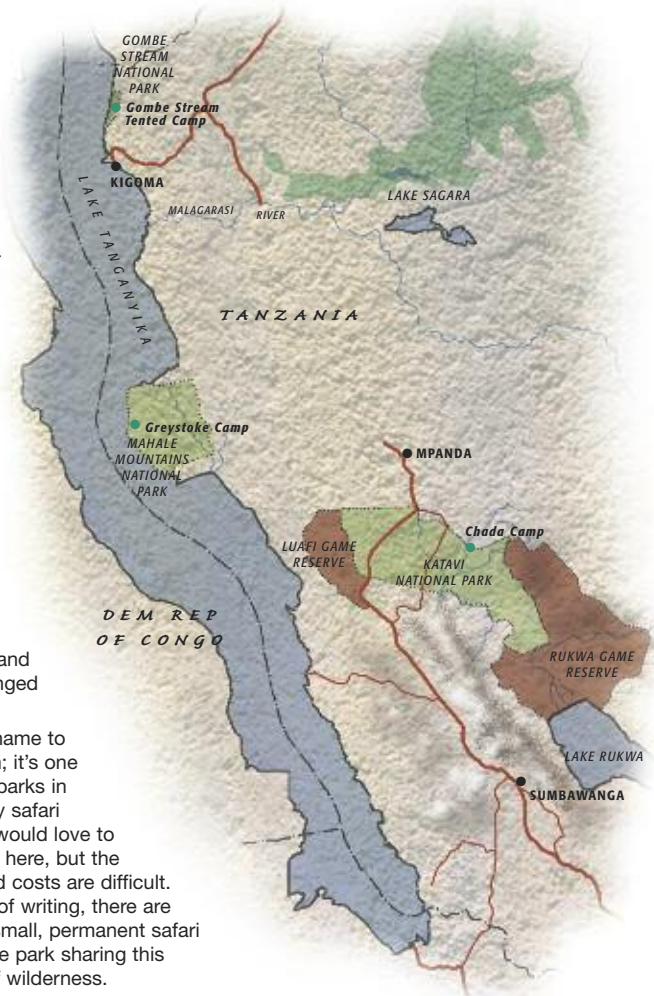 GOMBE
STREAM
NATIONAL
PARK
Gombe Stream
Tented Camp
KIGOMA
LAKE TANGANYIKA
MALAGARASI RIVER
LAKE SAGARA
TANZANIA
Greystoke Camp
MAHALE
MOUNTAINS
NATIONAL
PARK
MPANDA
Chada Camp
LUAFI GAME
RESERVE
KATAVI
NATIONAL PARK
DEM REP
OF CONGO
RUKWA GAME
RESERVE
LAKE RUKWA
SUMBAWANGA
and
nged
name to
; it's one
parks in
y safari
would love to
here, but the
d costs are difficult.
of writing, there are
small, permanent safari
e park sharing this
f wilderness.